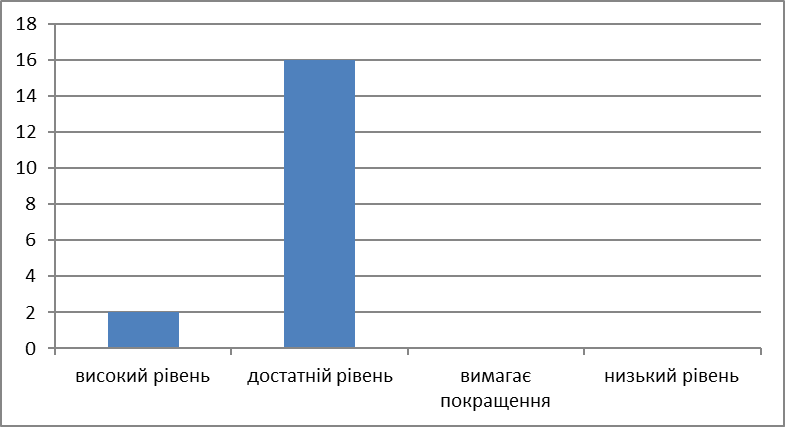 18
16
14
12
10
8
6
4
2
0
високий рівень
достатній рівень
вимагає
покращення
низький рівень